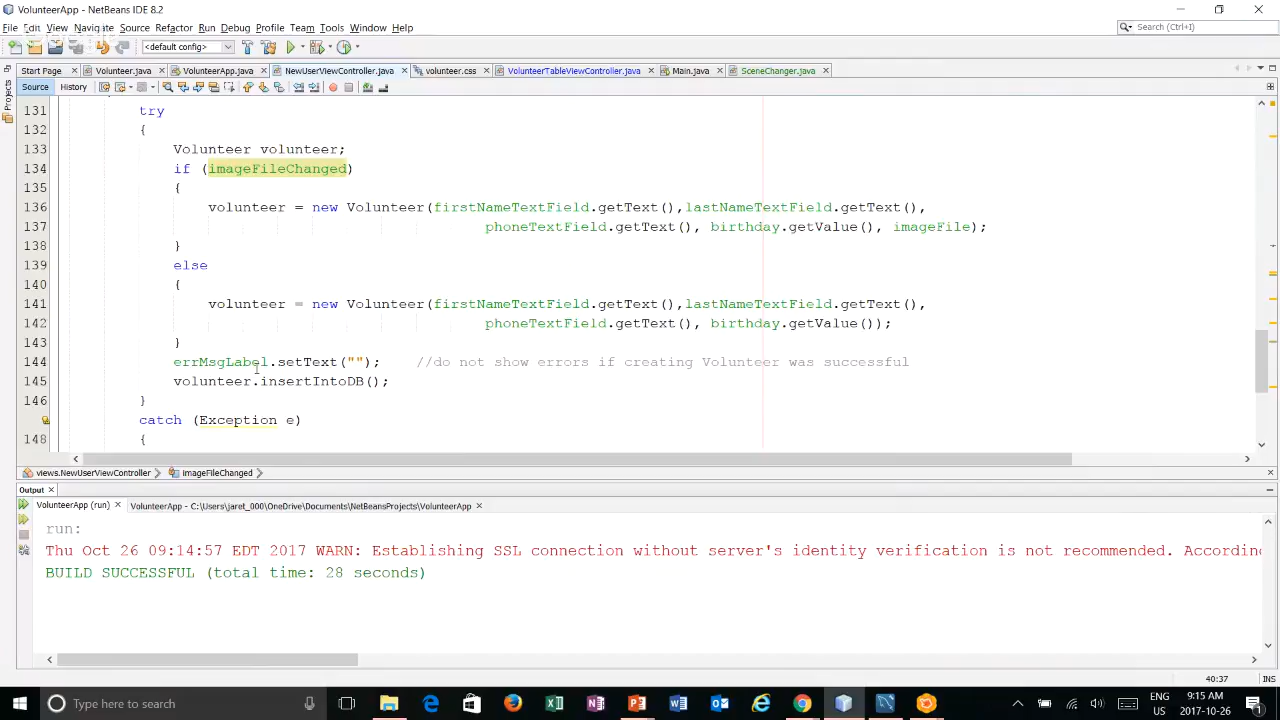 VolunteerApp - NetBeans IDE 8.2
File Edit View Navigate Source Refactor Run Debug Profile Team Tools Window Help
Search (Ctrl+I)
<default config>
Start Page Volunteer.java VolunteerApp.java NewUserViewController.java volunteer.css VolunteerTableViewController.java Main.java SceneChanger.java
Source History
Projects
131 try
132 {
133 Volunteer volunteer;
134 if (imageFileChanged)
135 {
136 volunteer = new Volunteer(firstNameTextField.getText(),lastNameTextField.getText(),
137 phoneTextField.getText(), birthday.getValue(), imageFile);
138 }
139 else
140 {
141 volunteer = new Volunteer(firstNameTextField.getText(),lastNameTextField.getText(),
142 phoneTextField.getText(), birthday.getValue());
143 }
144 errMsgLabel.setText(""); //do not show errors if creating Volunteer was successful
145 volunteer.insertIntoDB();
146 }
catch (Exception e)
148 {
views.NewUserViewController imageFileChanged
Output
VolunteerApp (run) VolunteerApp - C:\Users\jaret_000\OneDrive\Documents\NetBeansProjects\VolunteerApp
run:
Thu Oct 26 09:14:57 EDT 2017 WARN: Establishing SSL connection without server's identity verification is not recommended. According
BUILD SUCCESSFUL (total time: 28 seconds)
40:37 INS
Type here to search
ENG
US
9:15 AM
2017-10-26